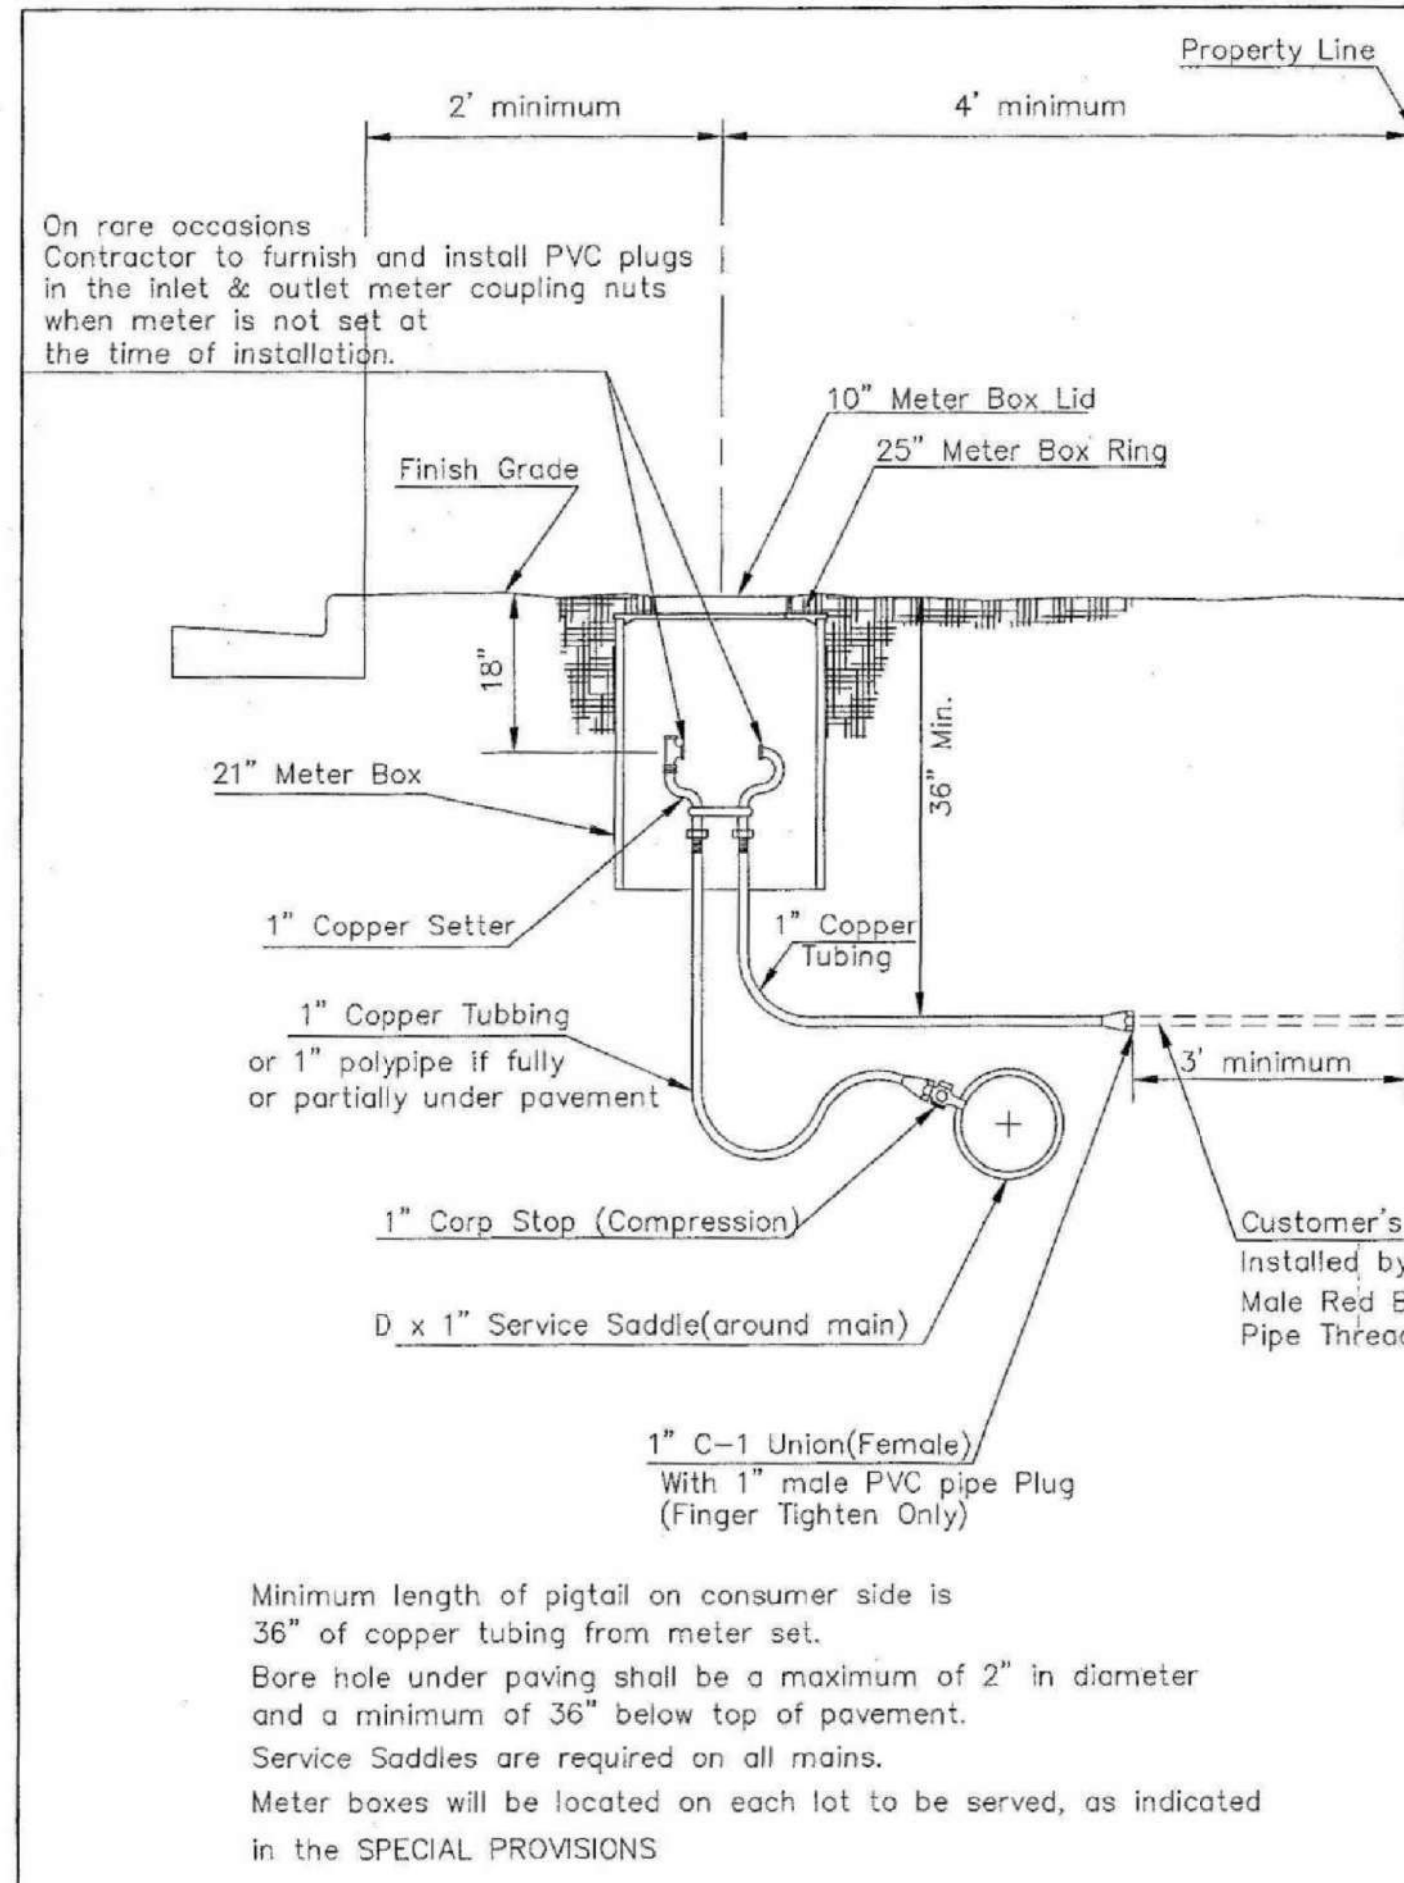 Property Line
2' minimum
4' minimum
On rare occasions
Contractor to furnish and install PVC plugs
in the inlet & outlet meter coupling nuts
when meter is not set at
the time of installation.
10" Meter Box Lid
25" Meter Box Ring
Finish Grade
18"
36" Min.
21" Meter Box
1" Copper Setter
1" Copper
Tubing
1" Copper Tubbing
or 1" polypipe if fully
or partially under pavement
3' minimum
1" Corp Stop (Compression)
Customer's
Installed by
Male Red
Pipe Thread
D x 1" Service Saddle(around main)
1" C-1 Union(Female)
With 1" male PVC pipe Plug
(Finger Tighten Only)
Minimum length of pigtail on consumer side is
36" of copper tubing from meter set.
Bore hole under paving shall be a maximum of 2" in diameter
and a minimum of 36" below top of pavement.
Service Saddles are required on all mains.
Meter boxes will be located on each lot to be served, as indicated
in the SPECIAL PROVISIONS